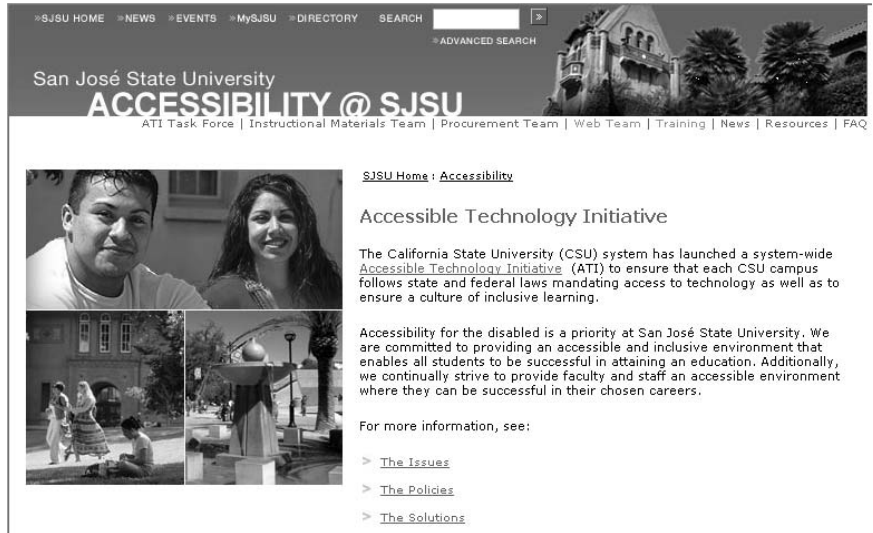 »SJSU HOME »NEWS »EVENTS »MySJSU »DIRECTORY SEARCH »
»ADVANCED SEARCH
San José State University
ACCESSIBILITY @ SJSU
ATI Task Force | Instructional Materials Team | Procurement Team | Web Team | Training | News | Resources | FAQ
SJSU Home : Accessibility
Accessible Technology Initiative
The California State University (CSU) system has launched a system-wide
Accessible Technology Initiative (ATI) to ensure that each CSU campus
follows state and federal laws mandating access to technology as well as to
ensure a culture of inclusive learning.
Accessibility for the disabled is a priority at San José State University. We
are committed to providing an accessible and inclusive environment that
enables all students to be successful in attaining an education. Additionally,
we continually strive to provide faculty and staff an accessible environment
where they can be successful in their chosen careers.
For more information, see:
> The Issues
> The Policies
> The Solutions